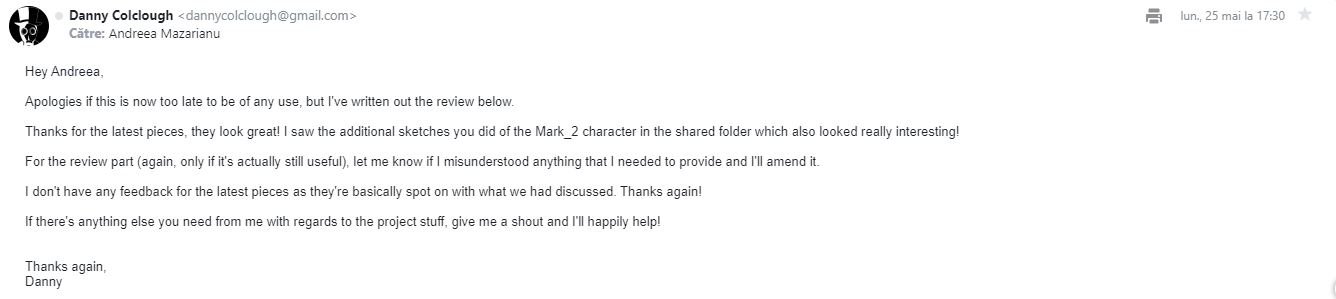 Danny Colclough <dannycolclough@gmail.com>
lun., 25 mai la 17:30
Către: Andreea Mazarianu
Hey Andreea,
Apologies if this is now too late to be of any use, but I've written out the review below.
Thanks for the latest pieces, they look great! I saw the additional sketches you did of the Mark_2 character in the shared folder which also looked really interesting!
For the review part (again, only if it's actually still useful), let me know if I misunderstood anything that I needed to provide and I'll amend it.
I don't have any feedback for the latest pieces as they're basically spot on with what we had discussed. Thanks again!
If there's anything else you need from me with regards to the project stuff, give me a shout and I'll happily help!
Thanks again,
Danny